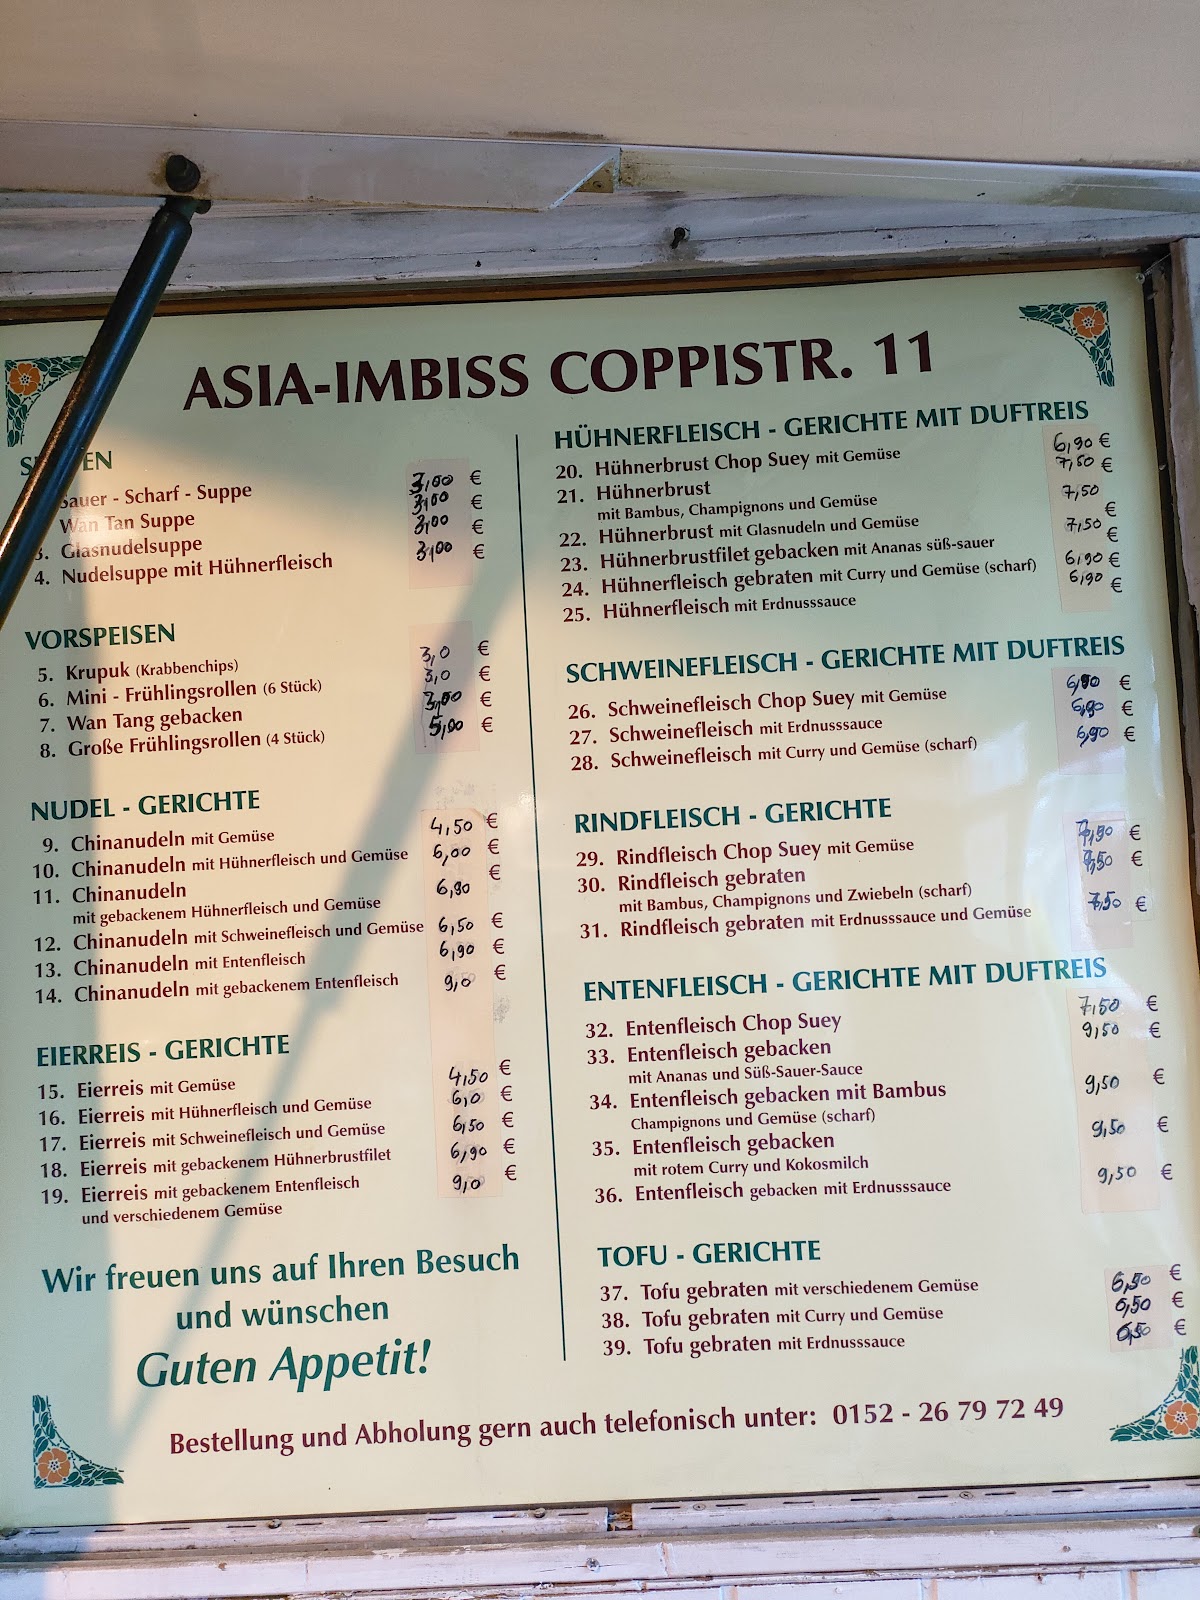 ASIA-IMBISS COPPISTR. 11
Sauer - Scharf - Suppe 3,00 €
Wan Tan Suppe 3,00 €
3. Glasnudelsuppe 3,00 €
4. Nudelsuppe mit Hühnerfleisch 3,00 €
VORSPEISEN
5. Krupuk (Krabbenchips) 3,0 €
6. Mini - Frühlingsrollen (6 Stück) 3,0 €
7. Wan Tang gebacken 3,00 €
8. Große Frühlingsrollen (4 Stück) 5,00 €
NUDEL - GERICHTE
9. Chinanudeln mit Gemüse 4,50 €
10. Chinanudeln mit Hühnerfleisch und Gemüse 6,00 €
11. Chinanudeln €
mit gebackenem Hühnerfleisch und Gemüse 6,90
12. Chinanudeln mit Schweinefleisch und Gemüse 6,50 €
13. Chinanudeln mit Entenfleisch 6,90 €
14. Chinanudeln mit gebackenem Entenfleisch 9,0 €
EIERREIS - GERICHTE
15. Eierreis mit Gemüse 4,50 €
16. Eierreis mit Hühnerfleisch und Gemüse 6,0 €
17. Eierreis mit Schweinefleisch und Gemüse 6,50 €
18. Eierreis mit gebackenem Hühnerbrustfilet 6,90 €
19. Eierreis mit gebackenem Entenfleisch 9,0 €
und verschiedenem Gemüse
Wir freuen uns auf Ihren Besuch
und wünschen
Guten Appetit!
HÜHNERFLEISCH - GERICHTE MIT DUFTREIS
20. Hühnerbrust Chop Suey mit Gemüse 6,90 €
21. Hühnerbrust 7,50 €
mit Bambus, Champignons und Gemüse
22. Hühnerbrust mit Glasnudeln und Gemüse 7,50 €
23. Hühnerbrustfilet gebacken mit Ananas süß-sauer 7,50 €
24. Hühnerfleisch gebraten mit Curry und Gemüse (scharf) 6,90 €
25. Hühnerfleisch mit Erdnusssauce 6,90 €
SCHWEINEFLEISCH - GERICHTE MIT DUFTREIS
26. Schweinefleisch Chop Suey mit Gemüse 6,90 €
27. Schweinefleisch mit Erdnusssauce 6,90 €
28. Schweinefleisch mit Curry und Gemüse (scharf) 6,90 €
RINDFLEISCH - GERICHTE
29. Rindfleisch Chop Suey mit Gemüse 7,50 €
30. Rindfleisch gebraten 7,50 €
mit Bambus, Champignons und Zwiebeln (scharf)
31. Rindfleisch gebraten mit Erdnusssauce und Gemüse 7,50 €
ENTENFLEISCH - GERICHTE MIT DUFTREIS
32. Entenfleisch Chop Suey 7,50 €
33. Entenfleisch gebacken 9,50 €
mit Ananas und Süß-Sauer-Sauce
34. Entenfleisch gebacken mit Bambus 9,50 €
Champignons und Gemüse (scharf)
35. Entenfleisch gebacken 9,50 €
mit rotem Curry und Kokosmilch
36. Entenfleisch gebacken mit Erdnusssauce 9,50 €
TOFU - GERICHTE
37. Tofu gebraten mit verschiedenem Gemüse 6,50 €
38. Tofu gebraten mit Curry und Gemüse 6,50 €
39. Tofu gebraten mit Erdnusssauce 6,50 €
Bestellung und Abholung gern auch telefonisch unter: 0152 - 26 79 72 49